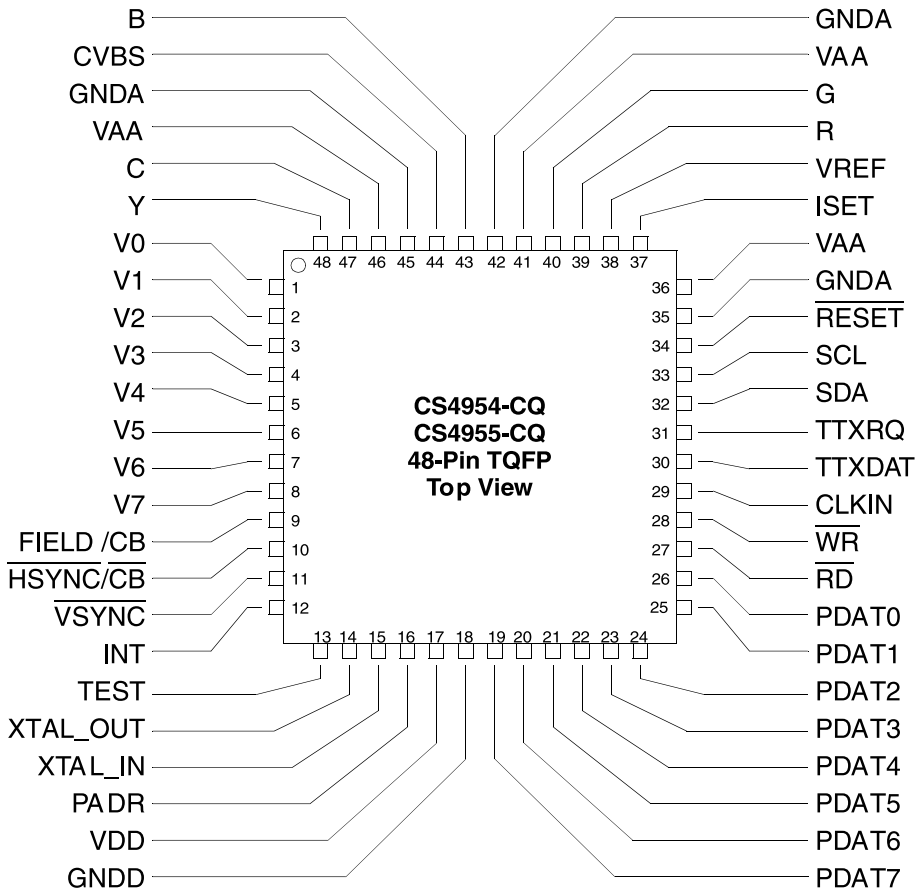 B
CVBS
GNDA
VAA
C
Y
V0
V1
V2
V3
V4
V5
V6
V7
FIELD /CB
HSYNC/CB
VSYNC
INT
TEST
XTAL_OUT
XTAL_IN
PADR
VDD
GNDD
GNDA
VAA
G
R
VREF
ISET
VAA
GNDA
RESET
SCL
SDA
TTXRQ
TTXDAT
CLKIN
WR
RD
PDAT0
PDAT1
PDAT2
PDAT3
PDAT4
PDAT5
PDAT6
PDAT7
48 47 46 45 44 43 42 41 40 39 38 37
1
2
3
4
5
6
7
8
9
10
11
12
CS4954-CQ
CS4955-CQ
48-Pin TQFP
Top View
36
35
34
33
32
31
30
29
28
27
26
25
13 14 15 16 17 18 19 20 21 22 23 24